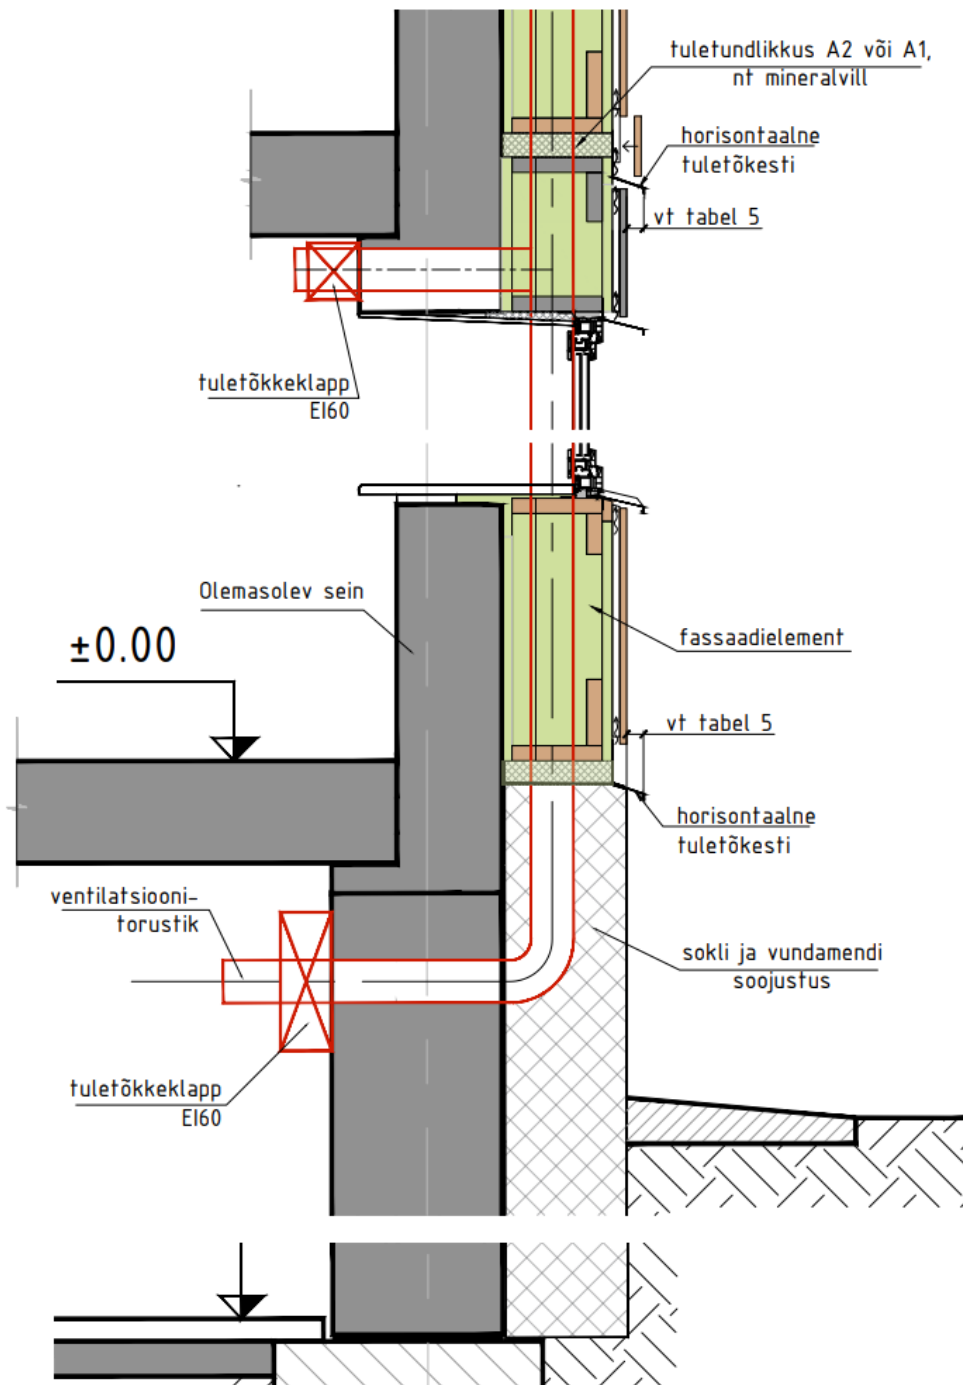 tuletundlikkus A2 või A1,
nt mineralvill
horisontaalne
tuletõkesti
vt tabel 5
tuletõkkeklapp
EI60
Olemasolev sein
±0.00
fassaadielement
vt tabel 5
horisontaalne
tuletõkesti
ventilatsiooni-
torustik
sokli ja vundamendi
soojustus
tuletõkkeklapp
EI60